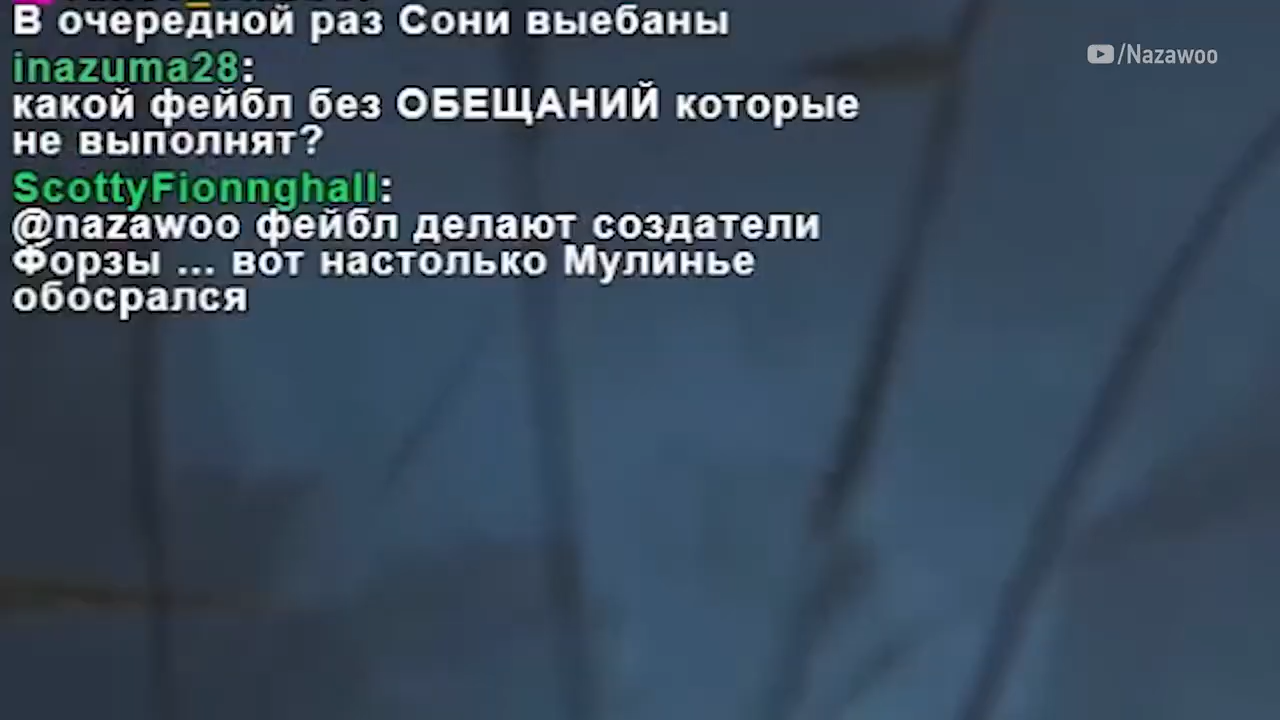 В очередной раз Сони выебаны
inazuma28:
какой фейбл без ОБЕЩАНИЙ которые
не выполнят?
ScottyFionnghall:
@nazawoo фейбл делают создатели
Форзы ... вот настолько Мулинье
обосрался
/Nazawoo